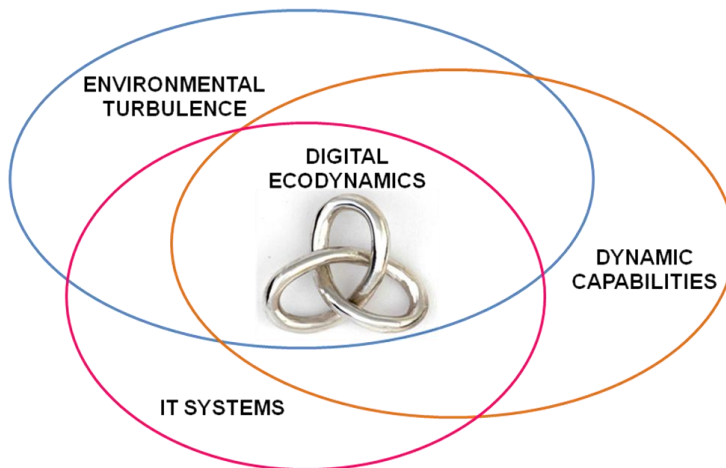 ENVIRONMENTAL
TURBULENCE
DIGITAL
ECODYNAMICS
DYNAMIC
CAPABILITIES
IT SYSTEMS